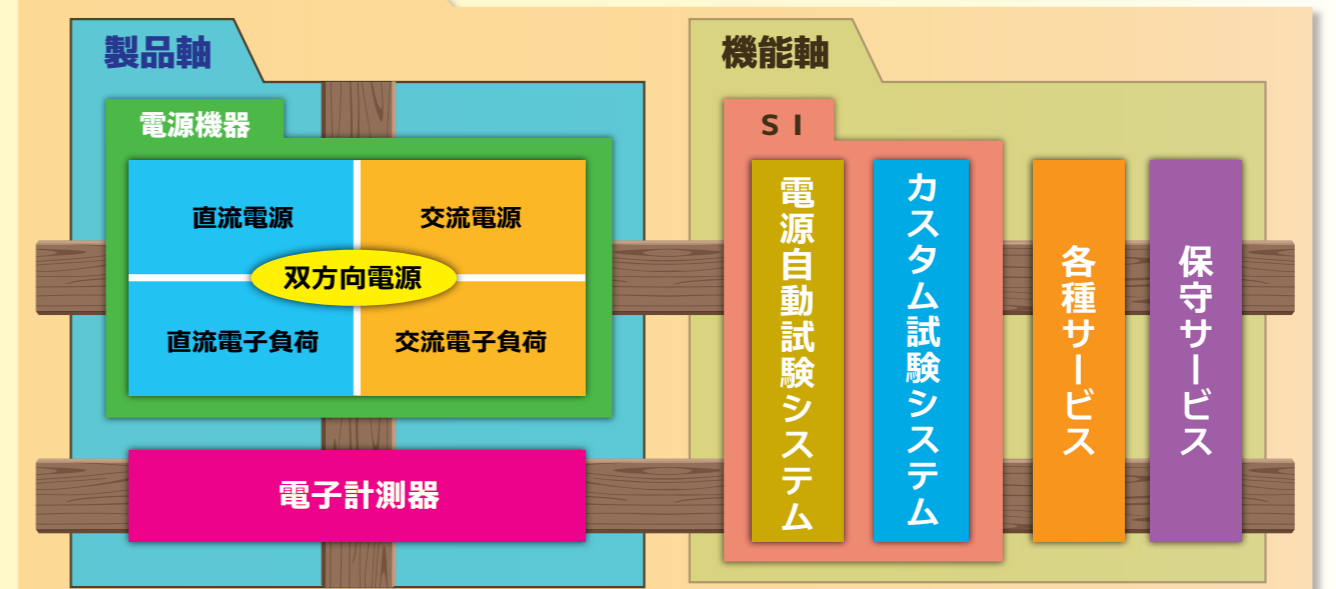 製品軸
電源機器
直流電源
交流電源
双方向電源
直流電子負荷
交流電子負荷
電子計測器
機能軸
ＳＩ
電源自動試験システム
カスタム試験システム
各種サービス
保守サービス